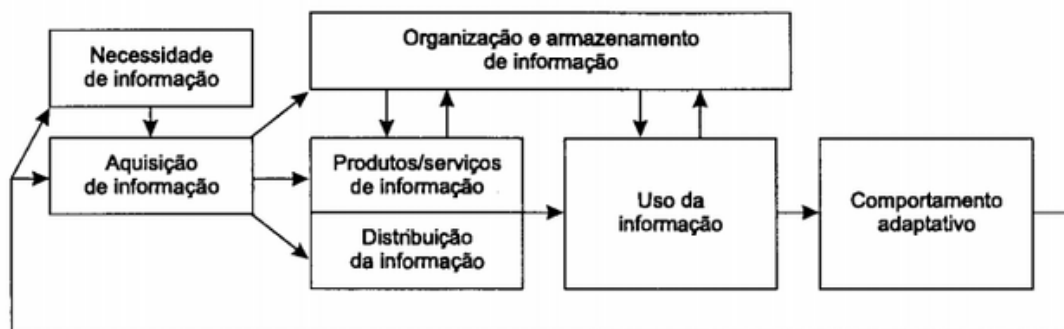 Necessidade
de informação
Organização e armazenamento
de informação
Aquisição
de informação
Produtos/serviços
de informação
Distribuição
da informação
Uso da
informação
Comportamento
adaptativo